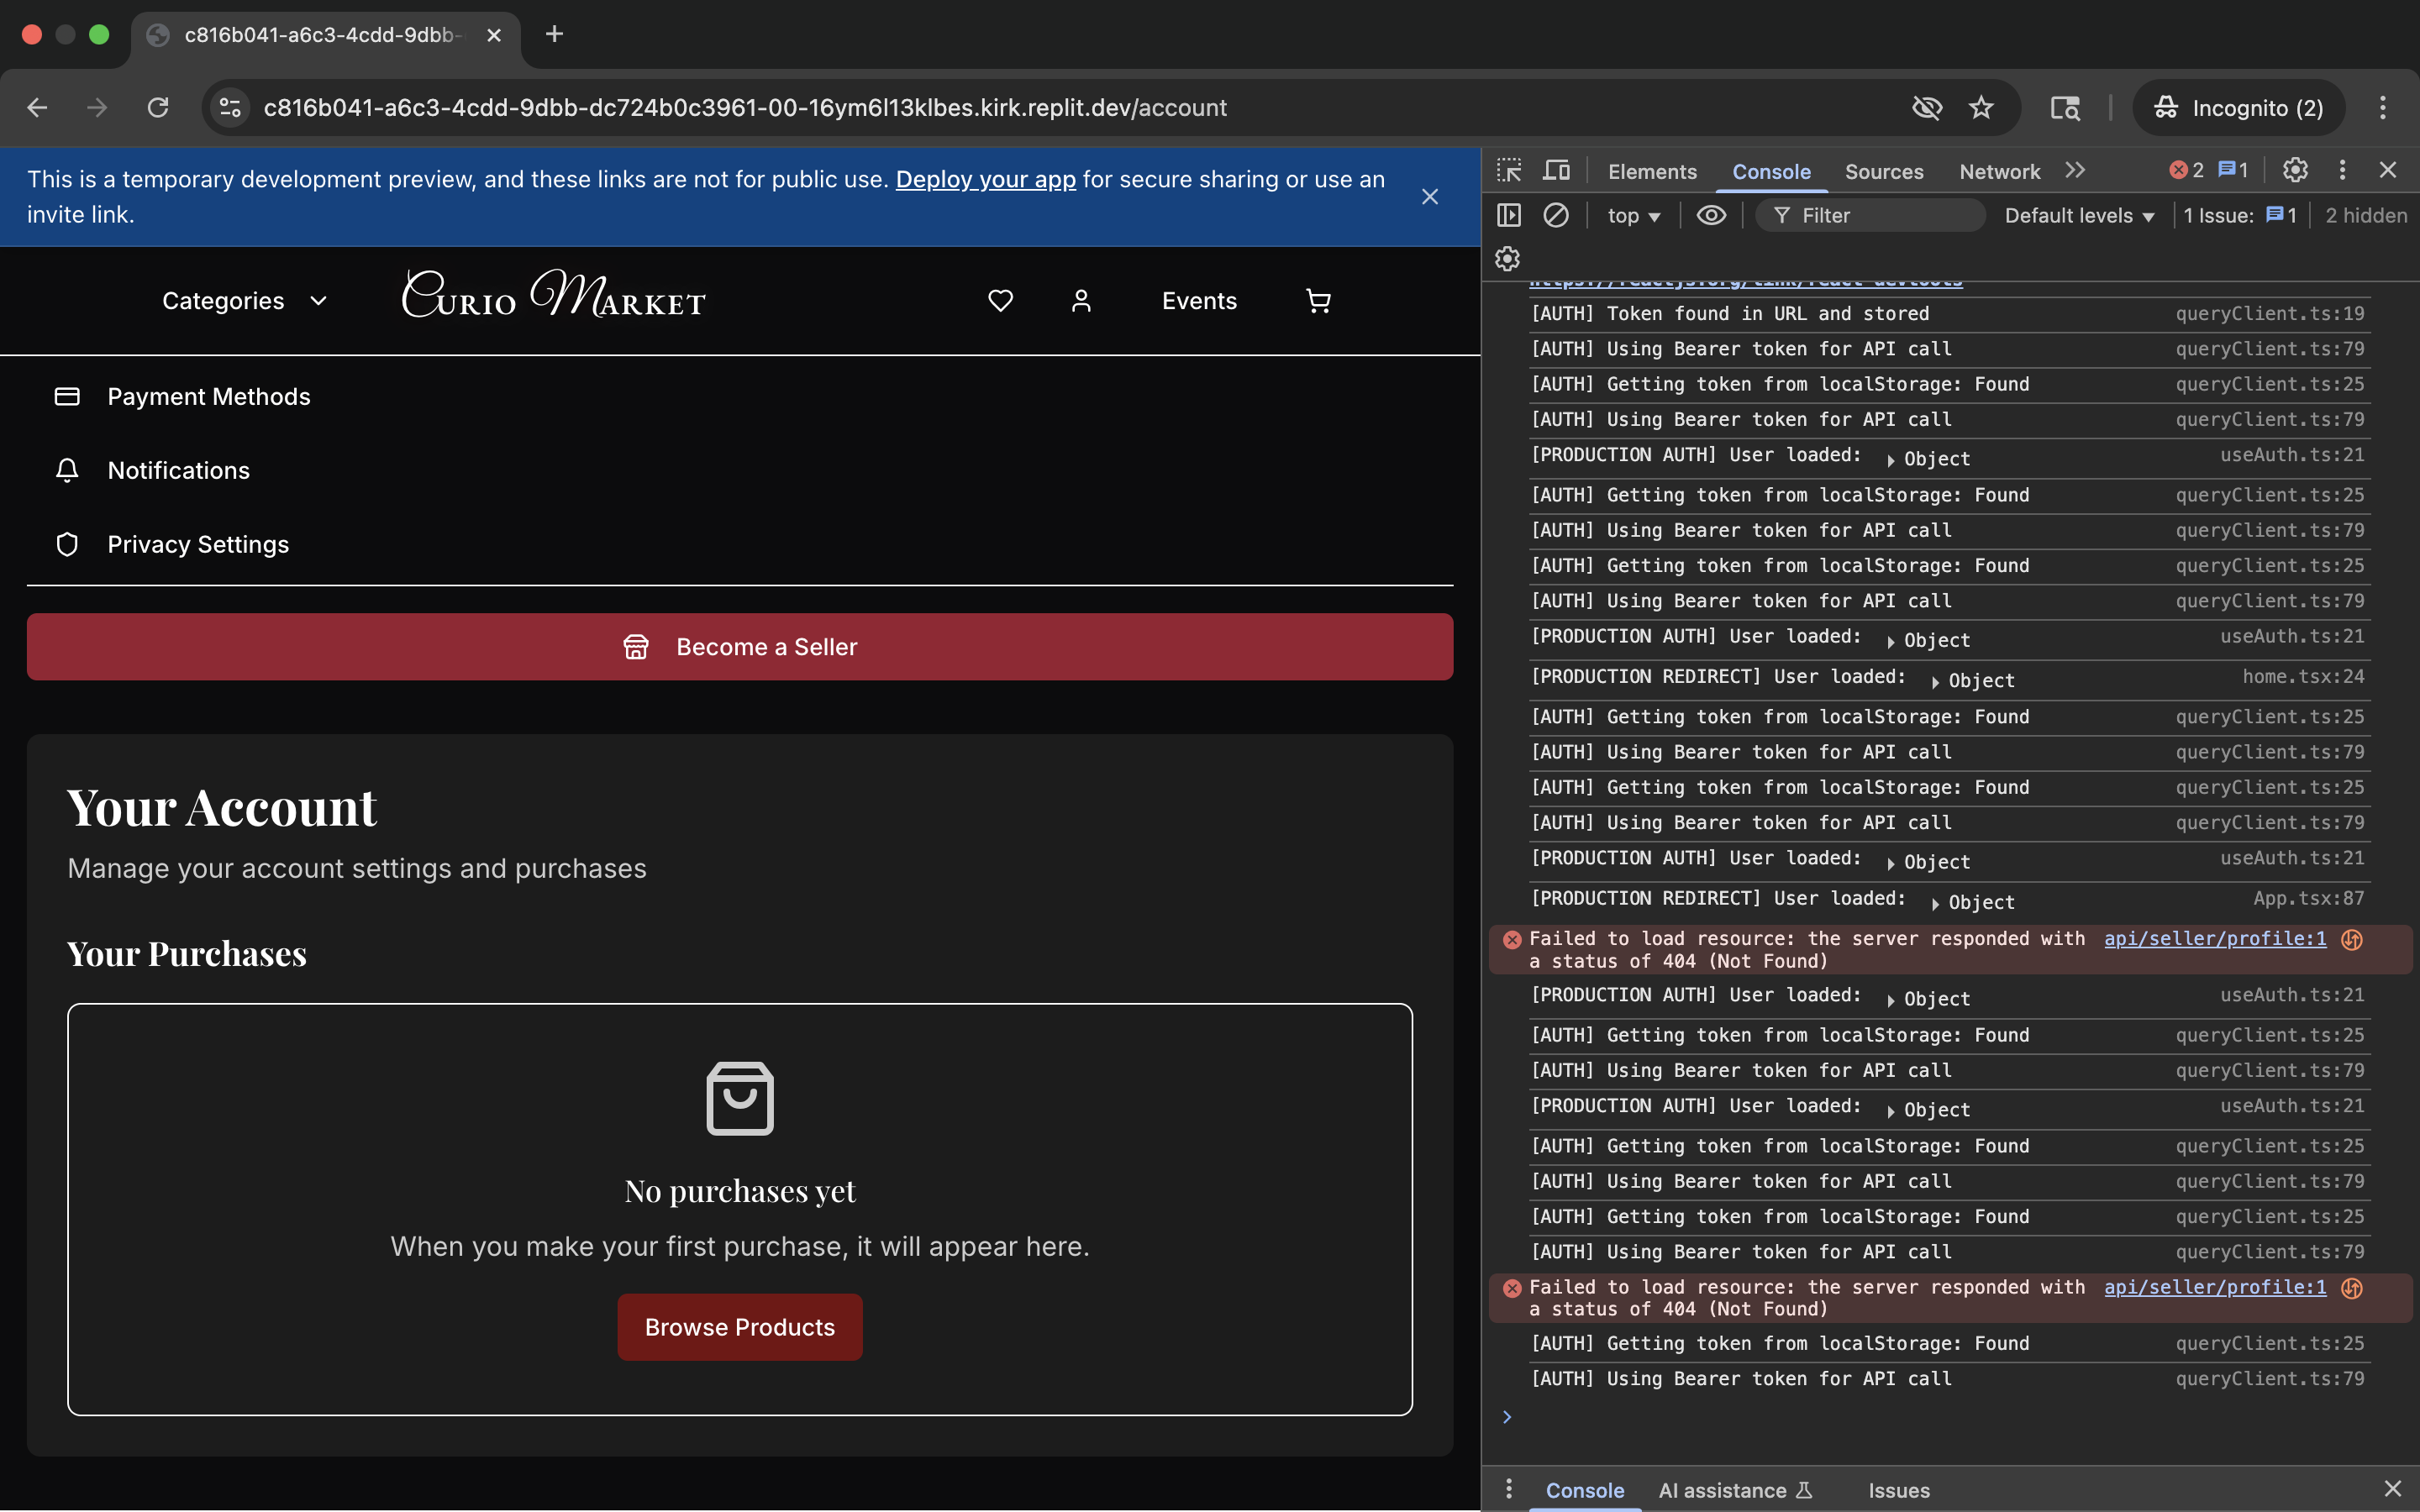 c816b041-a6c3-4cdd-9dbb-
c816b041-a6c3-4cdd-9dbb-dc724b0c3961-00-16ym6l13klbes.kirk.replit.dev/account
Incognito (2)
This is a temporary development preview, and these links are not for public use. Deploy your app for secure sharing or use an
invite link.
Categories
Curio Market
Events
Payment Methods
Notifications
Privacy Settings
Become a Seller
Your Account
Manage your account settings and purchases
Your Purchases
No purchases yet
When you make your first purchase, it will appear here.
Browse Products
Elements Console Sources Network 2 1
top Filter Default levels 1 Issue: 1 2 hidden
https://reactjs.org/link/react-devtools
[AUTH] Token found in URL and stored queryClient.ts:19
[AUTH] Using Bearer token for API call queryClient.ts:79
[AUTH] Getting token from localStorage: Found queryClient.ts:25
[AUTH] Using Bearer token for API call queryClient.ts:79
[PRODUCTION AUTH] User loaded: Object useAuth.ts:21
[AUTH] Getting token from localStorage: Found queryClient.ts:25
[AUTH] Using Bearer token for API call queryClient.ts:79
[AUTH] Getting token from localStorage: Found queryClient.ts:25
[AUTH] Using Bearer token for API call queryClient.ts:79
[PRODUCTION AUTH] User loaded: Object useAuth.ts:21
[PRODUCTION REDIRECT] User loaded: Object home.tsx:24
[AUTH] Getting token from localStorage: Found queryClient.ts:25
[AUTH] Using Bearer token for API call queryClient.ts:79
[AUTH] Getting token from localStorage: Found queryClient.ts:25
[AUTH] Using Bearer token for API call queryClient.ts:79
[PRODUCTION AUTH] User loaded: Object useAuth.ts:21
[PRODUCTION REDIRECT] User loaded: Object App.tsx:87
Failed to load resource: the server responded with api/seller/profile:1
a status of 404 (Not Found)
[PRODUCTION AUTH] User loaded: Object useAuth.ts:21
[AUTH] Getting token from localStorage: Found queryClient.ts:25
[AUTH] Using Bearer token for API call queryClient.ts:79
[PRODUCTION AUTH] User loaded: Object useAuth.ts:21
[AUTH] Getting token from localStorage: Found queryClient.ts:25
[AUTH] Using Bearer token for API call queryClient.ts:79
[AUTH] Getting token from localStorage: Found queryClient.ts:25
[AUTH] Using Bearer token for API call queryClient.ts:79
Failed to load resource: the server responded with api/seller/profile:1
a status of 404 (Not Found)
[AUTH] Getting token from localStorage: Found queryClient.ts:25
[AUTH] Using Bearer token for API call queryClient.ts:79
Console AI assistance Issues